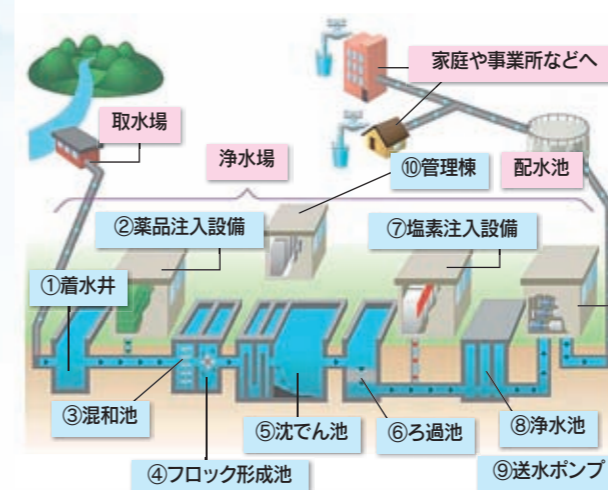 家庭や事業所などへ
取水場
浄水場
⑩管理棟
配水池
②薬品注入設備
⑦塩素注入設備
①着水井
③混和池
④フロック形成池
⑤沈でん池
⑥ろ過池
⑧浄水池
⑨送水ポンプ